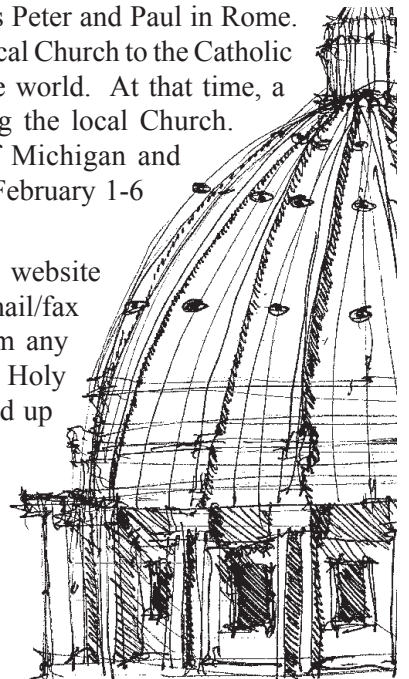 s Peter and Paul in Rome.
cal Church to the Catholic
e world. At that time, a
g the local Church.
f Michigan and
February 1-6
website
mail/fax
m any
Holy
d up